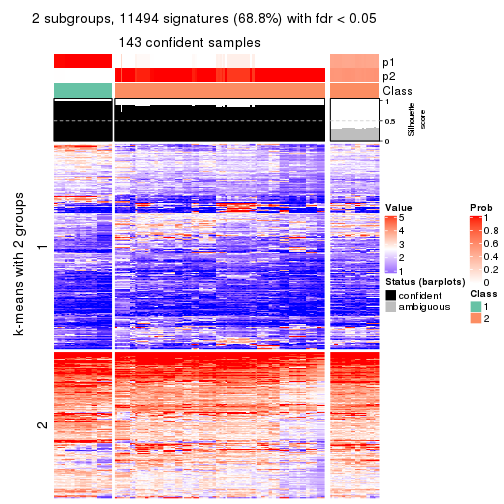 2 subgroups, 11494 signatures (68.8%) with fdr < 0.05
143 confident samples
p1
p2
Class
1
0.5
0
Silhouette
score
k-means with 2 groups
1
2
Value
5
4
3
2
1
Prob
1
0.8
0.6
0.4
0.2
0
Status (barplots)
confident
ambiguous
Class
1
2